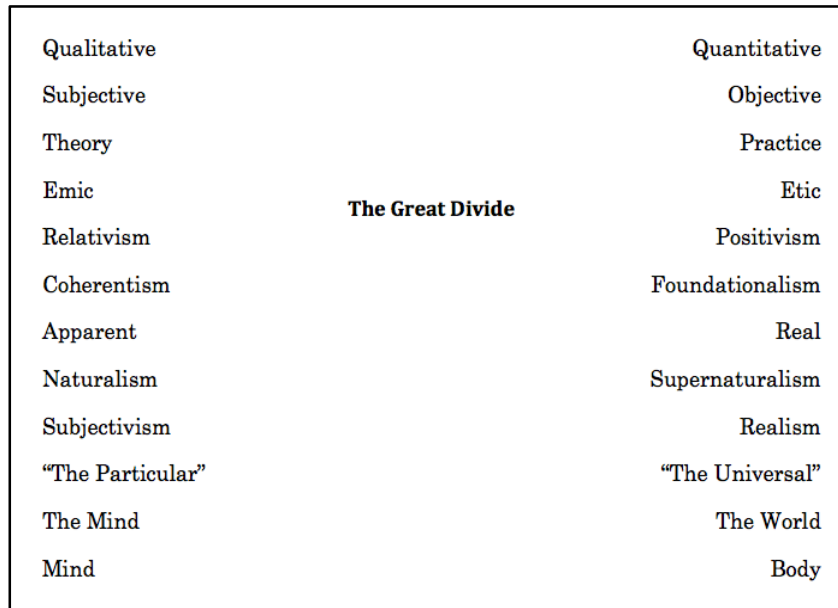 Qualitative Quantitative
Subjective Objective
Theory Practice
Emic Etic
The Great Divide
Relativism Positivism
Coherentism Foundationalism
Apparent Real
Naturalism Supernaturalism
Subjectivism Realism
“The Particular” “The Universal”
The Mind The World
Mind Body